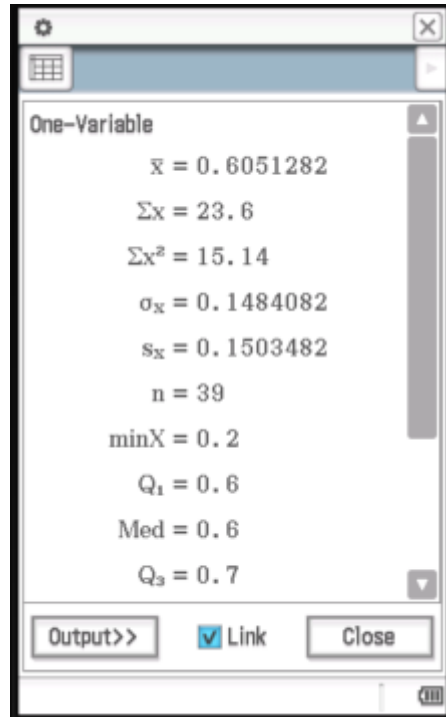 One-Variable
x̄ = 0.6051282
Σx = 23.6
Σx² = 15.14
σₓ = 0.1484082
sₓ = 0.1503482
n = 39
minX = 0.2
Q₁ = 0.6
Med = 0.6
Q₃ = 0.7
Output>> Link Close